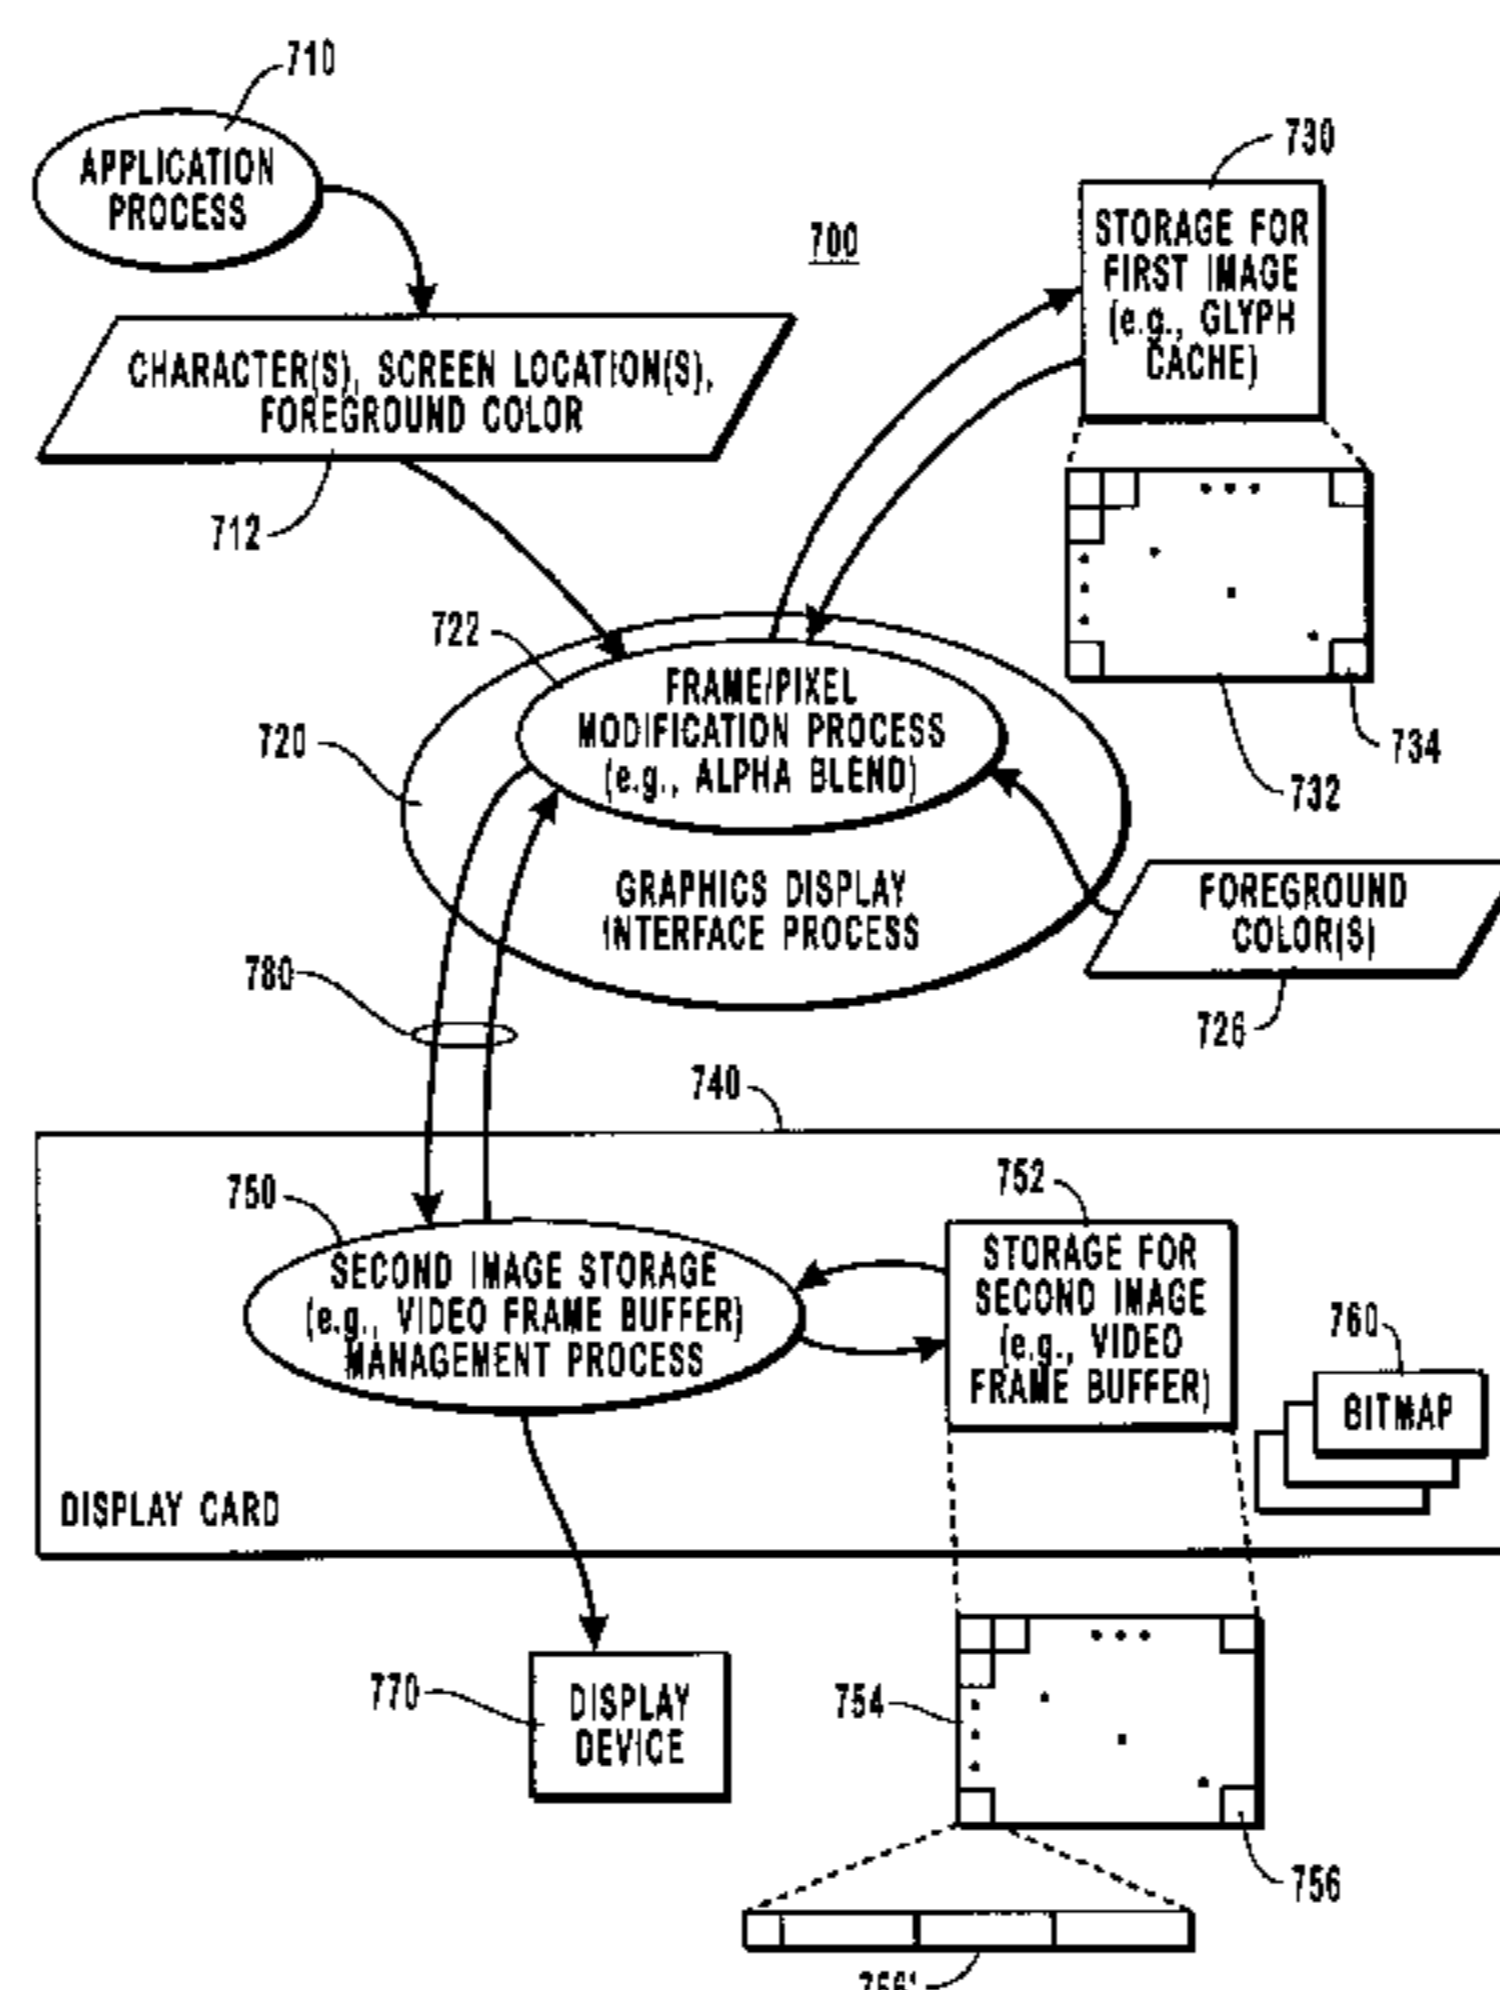 710
APPLICATION
PROCESS
700
730
STORAGE FOR
FIRST IMAGE
(e.g., GLYPH
CACHE)
CHARACTER(S), SCREEN LOCATION(S),
FOREGROUND COLOR
712
722
FRAME/PIXEL
MODIFICATION PROCESS
(e.g., ALPHA BLEND)
720
734
732
GRAPHICS DISPLAY
INTERFACE PROCESS
FOREGROUND
COLOR(S)
780
726
740
750
752
SECOND IMAGE STORAGE
(e.g., VIDEO FRAME BUFFER)
MANAGEMENT PROCESS
STORAGE FOR
SECOND IMAGE
(e.g., VIDEO
FRAME BUFFER)
760
BITMAP
DISPLAY CARD
770
DISPLAY
DEVICE
754
756